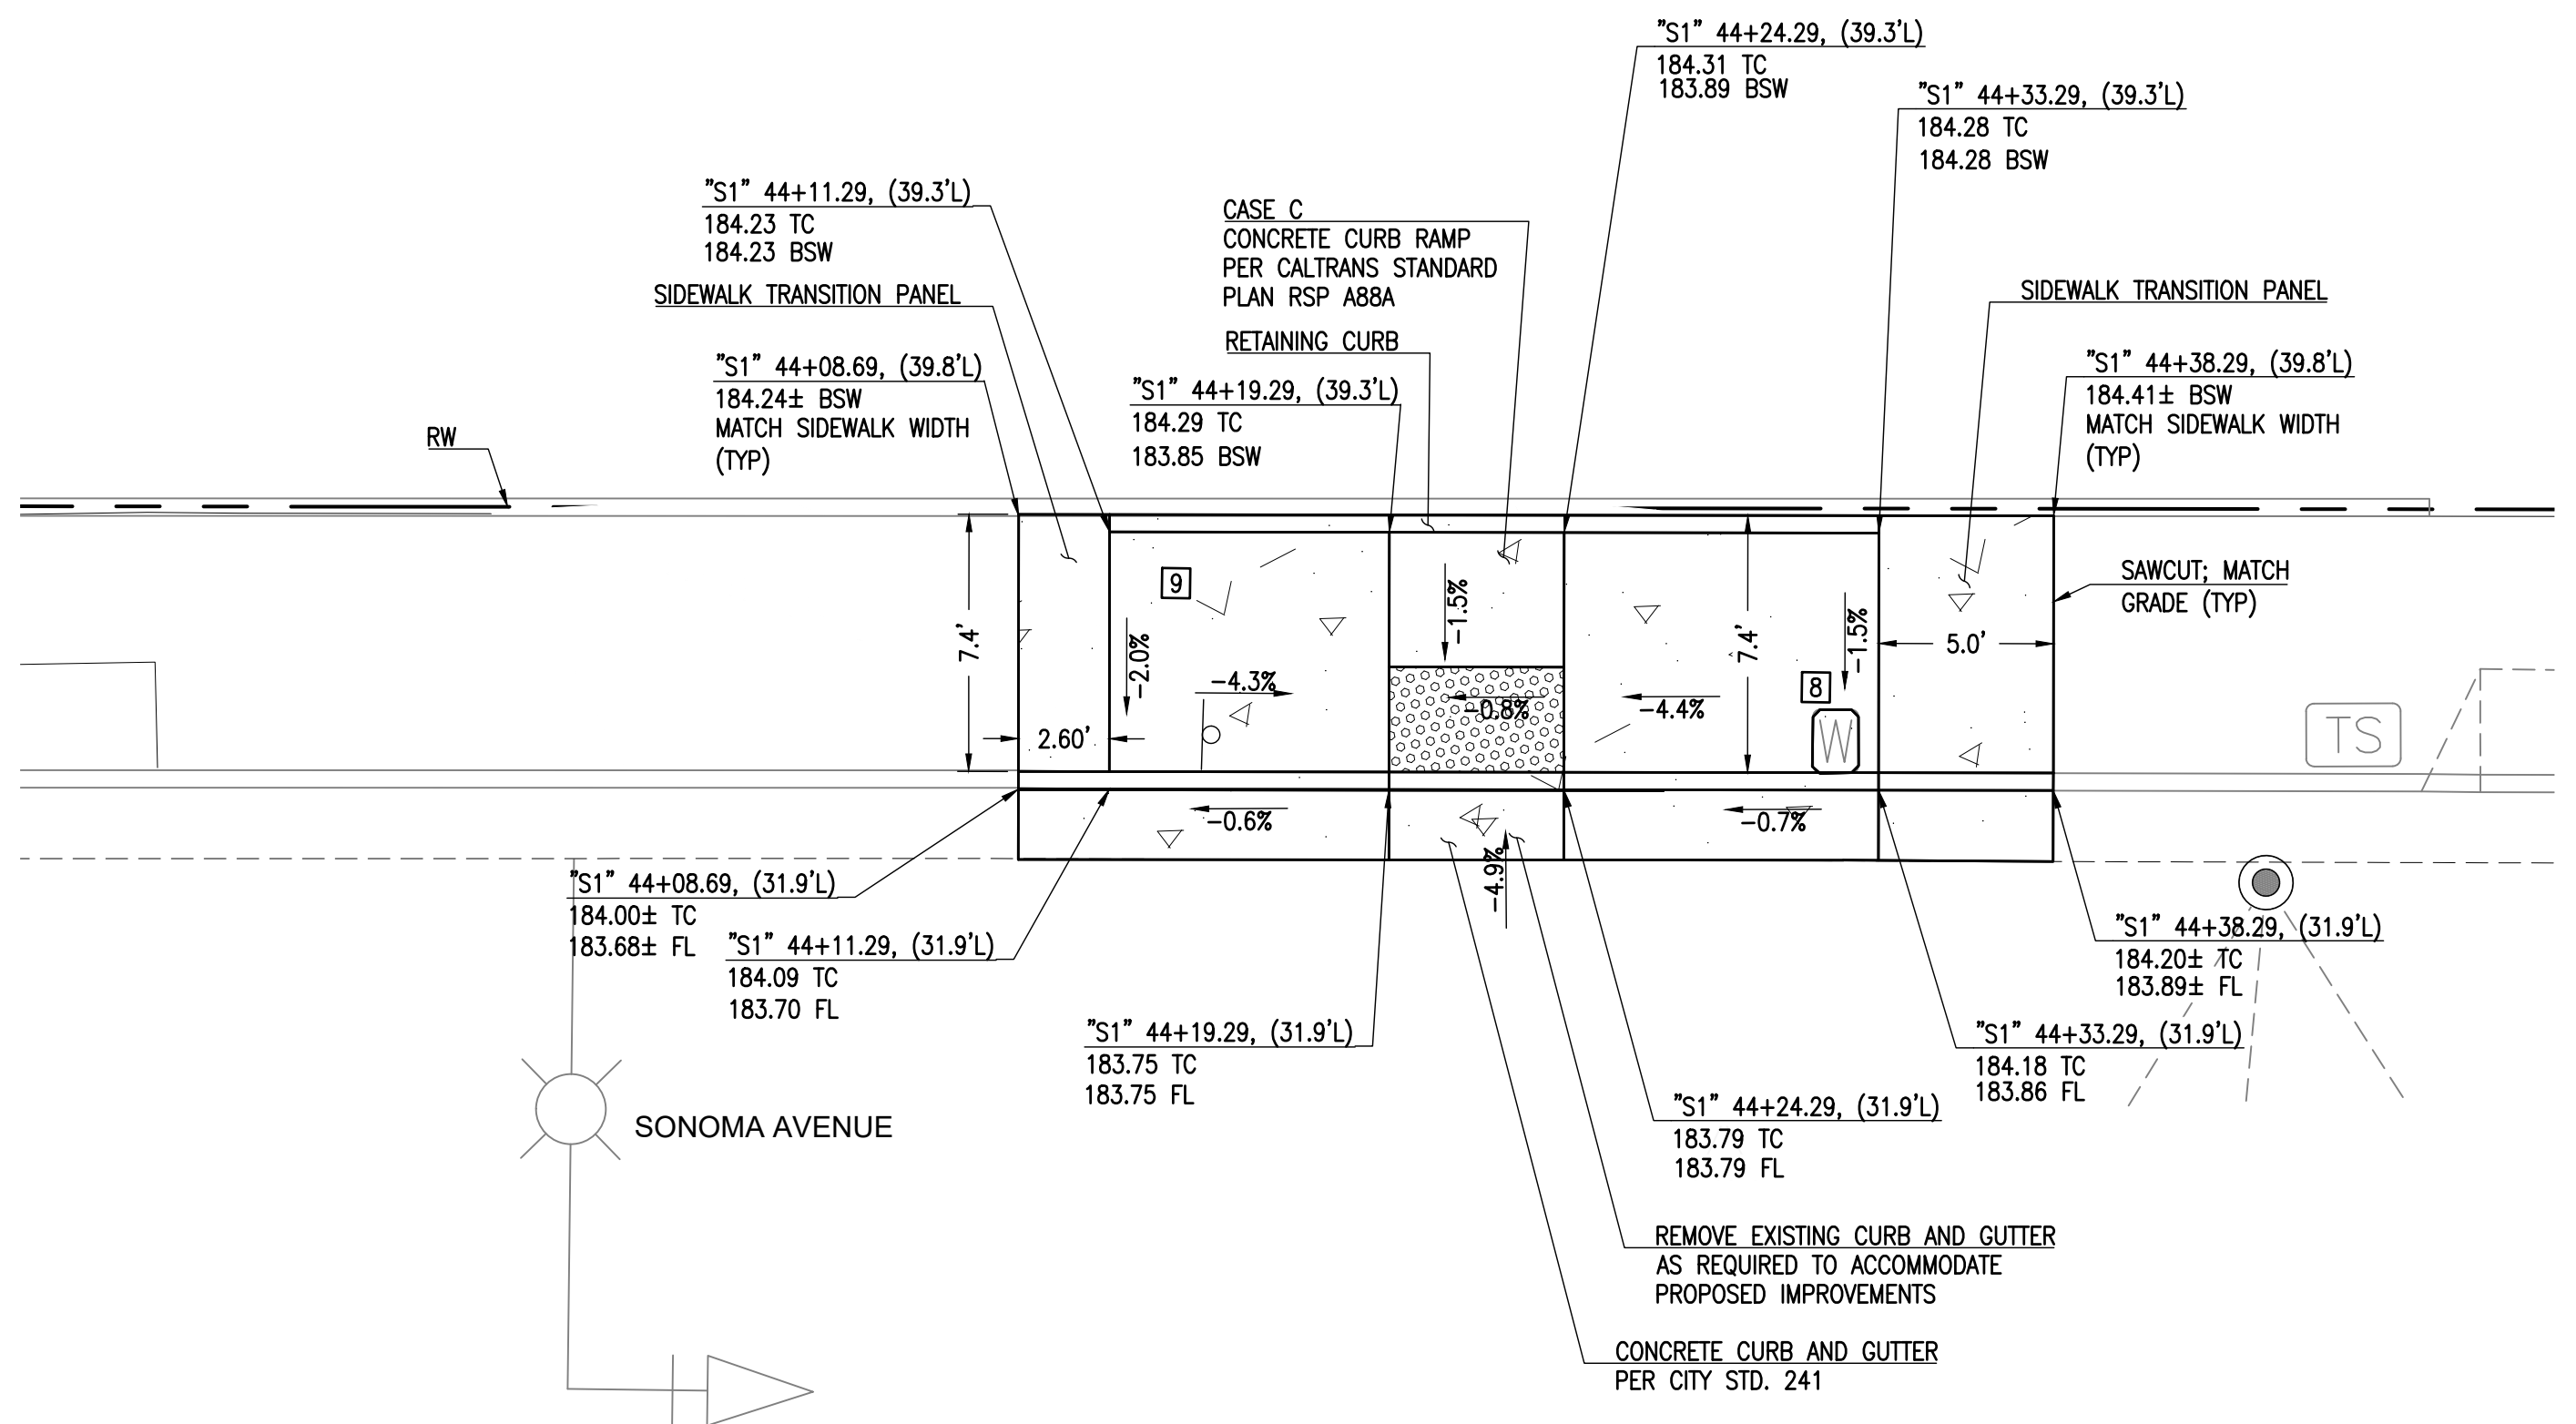 "S1" 44+24.29, (39.3'L)
184.31 TC
183.89 BSW
"S1" 44+33.29, (39.3'L)
184.28 TC
184.28 BSW
"S1" 44+11.29, (39.3'L)
184.23 TC
184.23 BSW
SIDEWALK TRANSITION PANEL
CASE C
CONCRETE CURB RAMP
PER CALTRANS STANDARD
PLAN RSP A88A
RETAINING CURB
SIDEWALK TRANSITION PANEL
"S1" 44+08.69, (39.8'L)
184.24± BSW
MATCH SIDEWALK WIDTH
(TYP)
"S1" 44+19.29, (39.3'L)
184.29 TC
183.85 BSW
"S1" 44+38.29, (39.8'L)
184.41± BSW
MATCH SIDEWALK WIDTH
(TYP)
RW
SAWCUT; MATCH
GRADE (TYP)
9
7.4'
-2.0%
-4.3%
2.60'
-1.5%
-0.8%
-4.4%
7.4'
8
-1.5%
W
5.0'
TS
-0.6%
-4.9%
-0.7%
"S1" 44+08.69, (31.9'L)
184.00± TC
183.68± FL
"S1" 44+11.29, (31.9'L)
184.09 TC
183.70 FL
"S1" 44+38.29, (31.9'L)
184.20± TC
183.89± FL
"S1" 44+19.29, (31.9'L)
183.75 TC
183.75 FL
"S1" 44+33.29, (31.9'L)
184.18 TC
183.86 FL
"S1" 44+24.29, (31.9'L)
183.79 TC
183.79 FL
SONOMA AVENUE
REMOVE EXISTING CURB AND GUTTER
AS REQUIRED TO ACCOMMODATE
PROPOSED IMPROVEMENTS
CONCRETE CURB AND GUTTER
PER CITY STD. 241